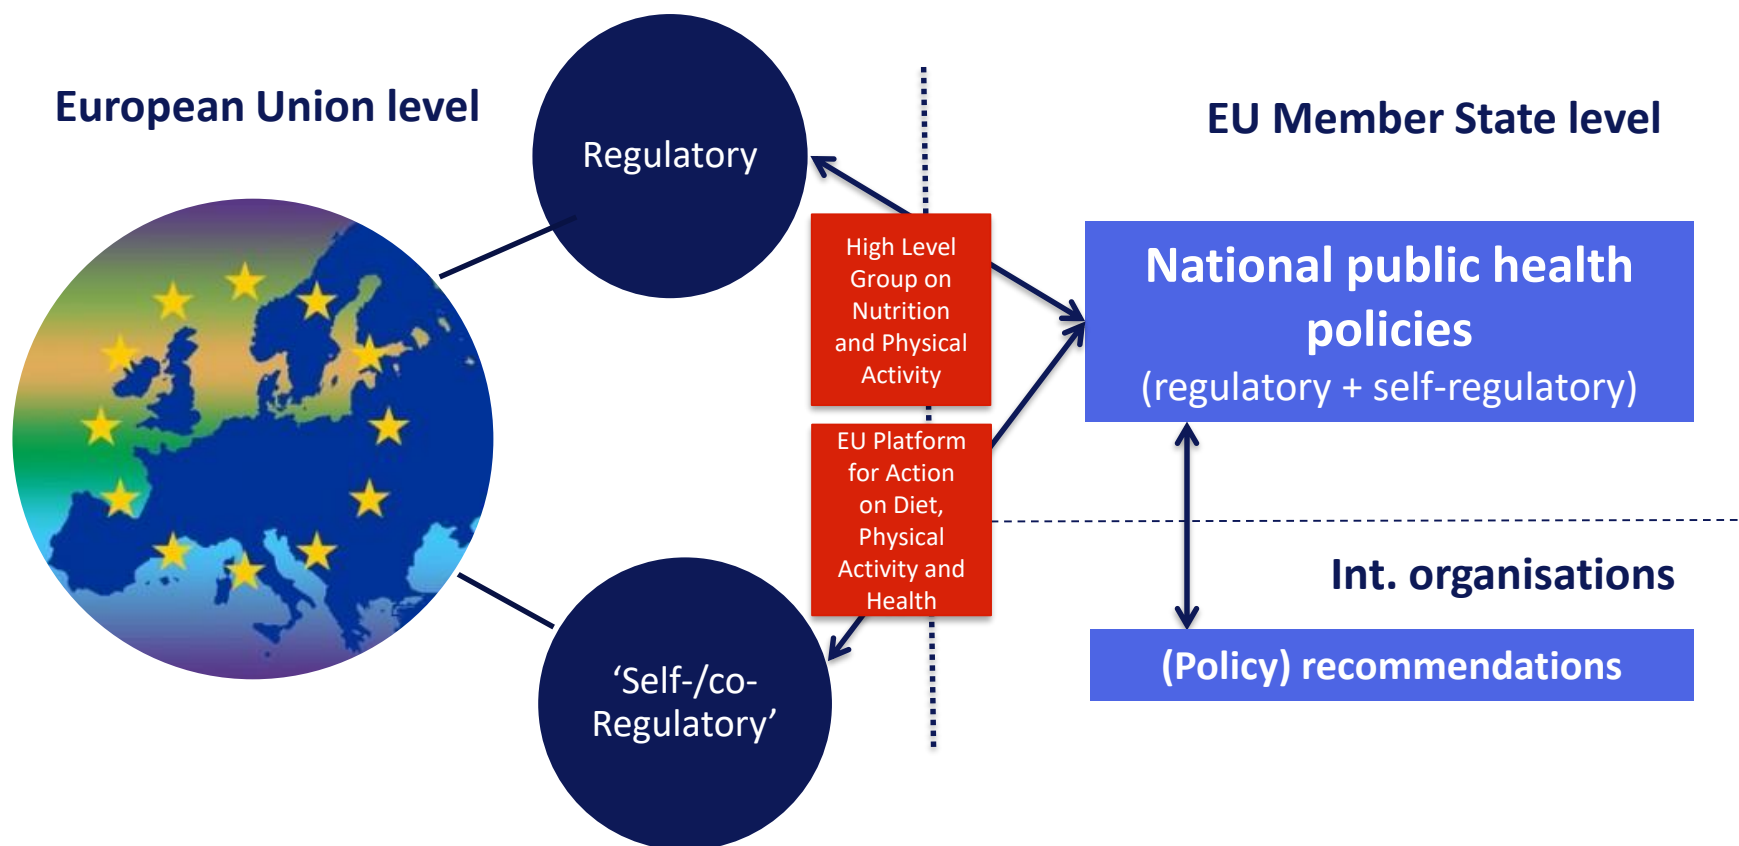 European Union level
Regulatory
EU Member State level
High Level
Group on
Nutrition
and Physical
Activity
National public health
policies
(regulatory + self-regulatory)
EU Platform
for Action
on Diet,
Physical
Activity and
Health
Int. organisations
(Policy) recommendations
‘Self-/co-
Regulatory’